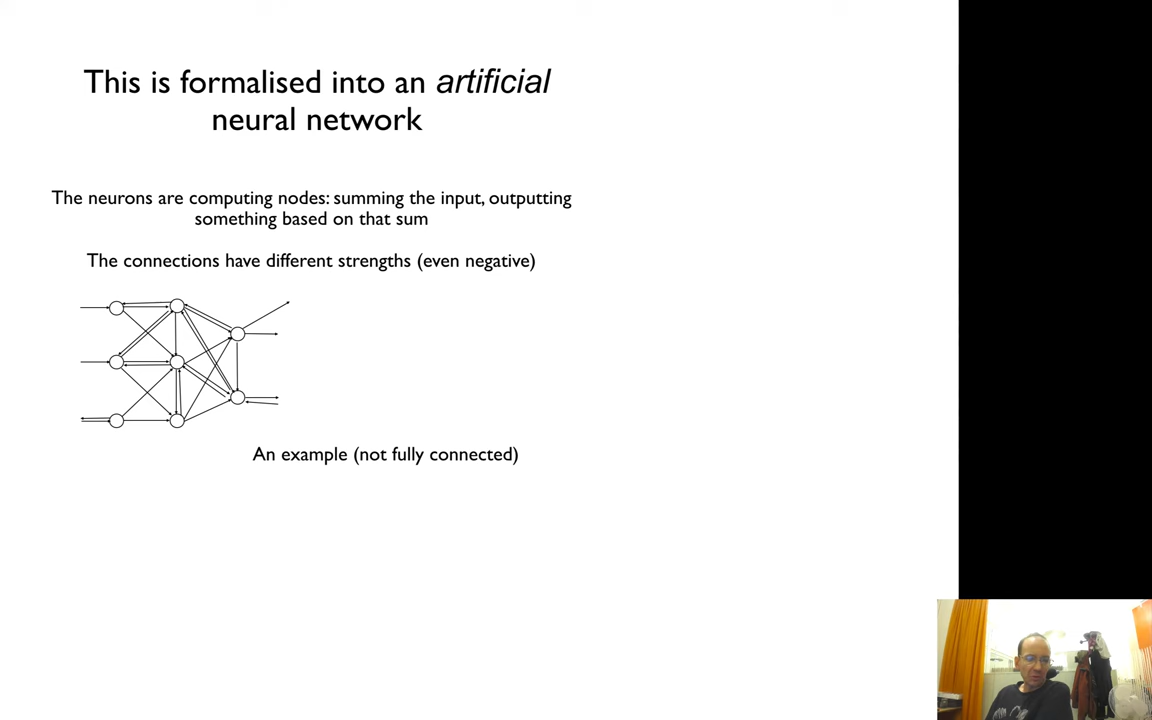 This is formalised into an artificial
neural network
The neurons are computing nodes: summing the input, outputting
something based on that sum
The connections have different strengths (even negative)
An example (not fully connected)